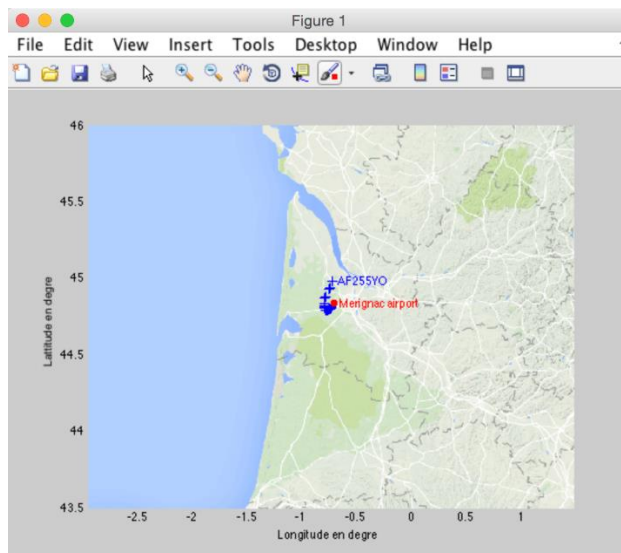 Figure 1
File Edit View Insert Tools Desktop Window Help
46
45.5
45
44.5
44
43.5
Lattitude en degre
AF255YO
Merignac airport
-2.5 -2 -1.5 -1 -0.5 0 0.5 1
Longitude en degre